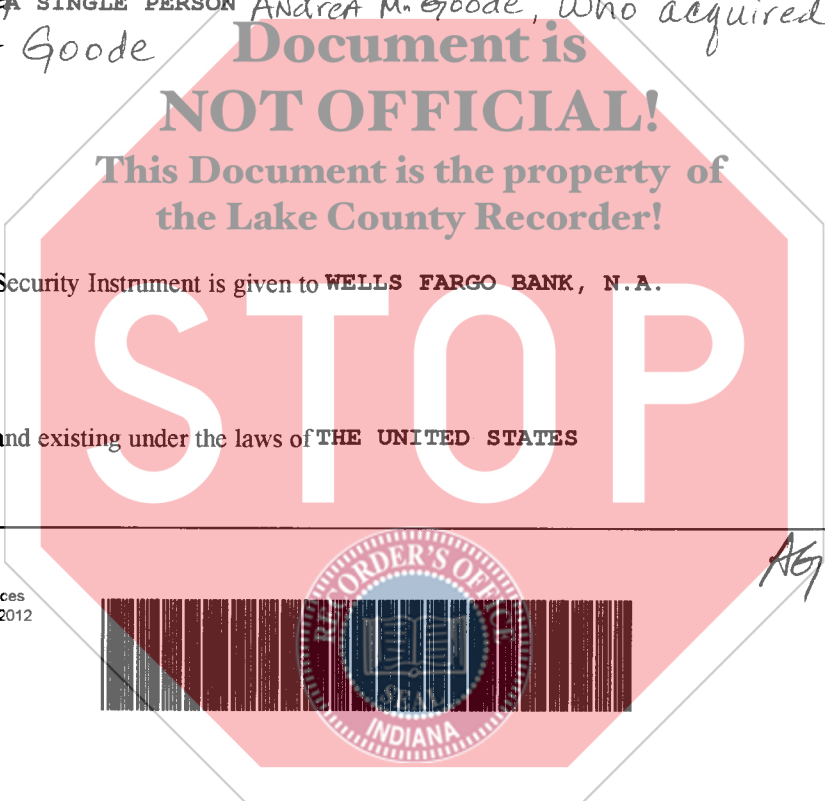 A SINGLE PERSON Andrea M. Goode, who acquired
Goode
Document is
NOT OFFICIAL!
This Document is the property of
the Lake County Recorder!
Security Instrument is given to WELLS FARGO BANK, N.A.
and existing under the laws of THE UNITED STATES
STOP
AG
ces
2012
RECORDER'S OFFICE
SEAL
INDIANA